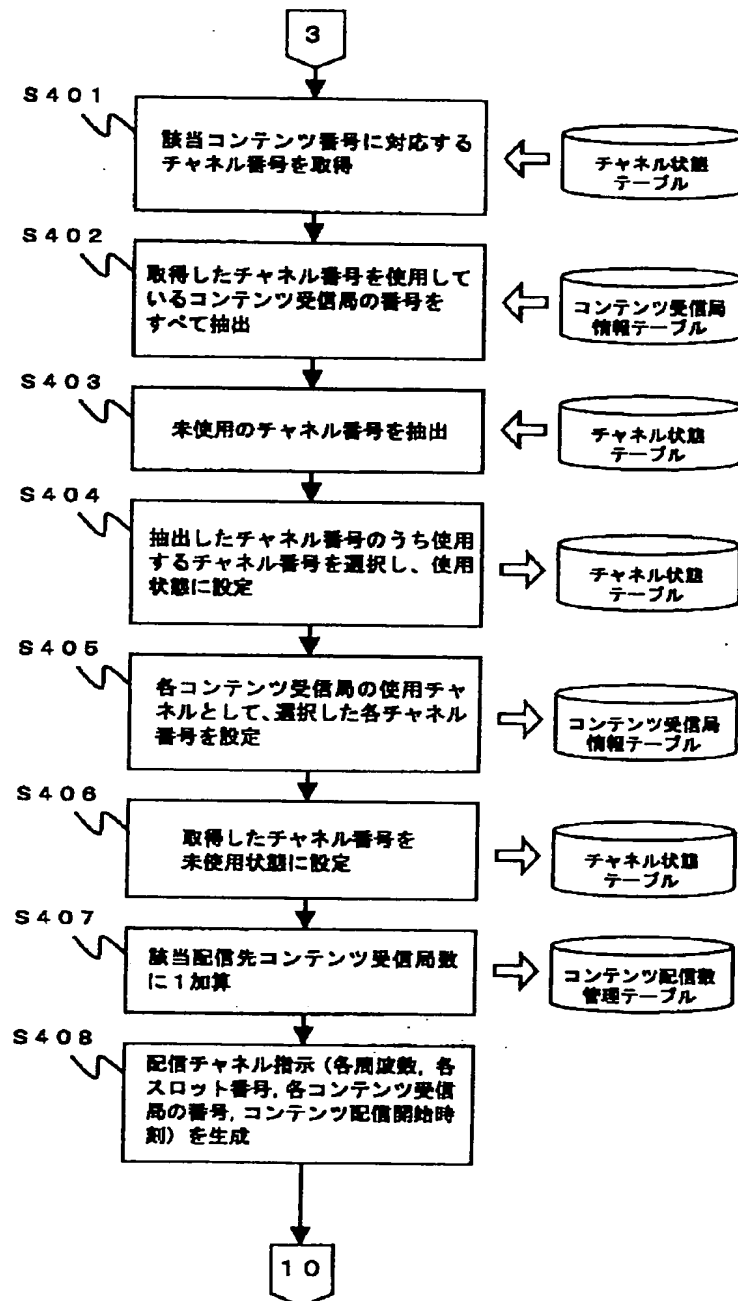 3
S401
該当コンテンツ番号に対応する
チャネル番号を取得
チャネル状態
テーブル
S402
取得したチャネル番号を使用して
いるコンテンツ受信局の番号を
すべて抽出
コンテンツ受信局
情報テーブル
S403
未使用のチャネル番号を抽出
チャネル状態
テーブル
S404
抽出したチャネル番号のうち使用
するチャネル番号を選択し、使用
状態に設定
チャネル状態
テーブル
S405
各コンテンツ受信局の使用チャ
ネルとして、選択した各チャネル
番号を設定
コンテンツ受信局
情報テーブル
S406
取得したチャネル番号を
未使用状態に設定
チャネル状態
テーブル
S407
該当配信先コンテンツ受信局数
に1加算
コンテンツ配信数
管理テーブル
S408
配信チャネル指示(各周波数,各
スロット番号,各コンテンツ受信
局の番号,コンテンツ配信開始時
刻)を生成
10